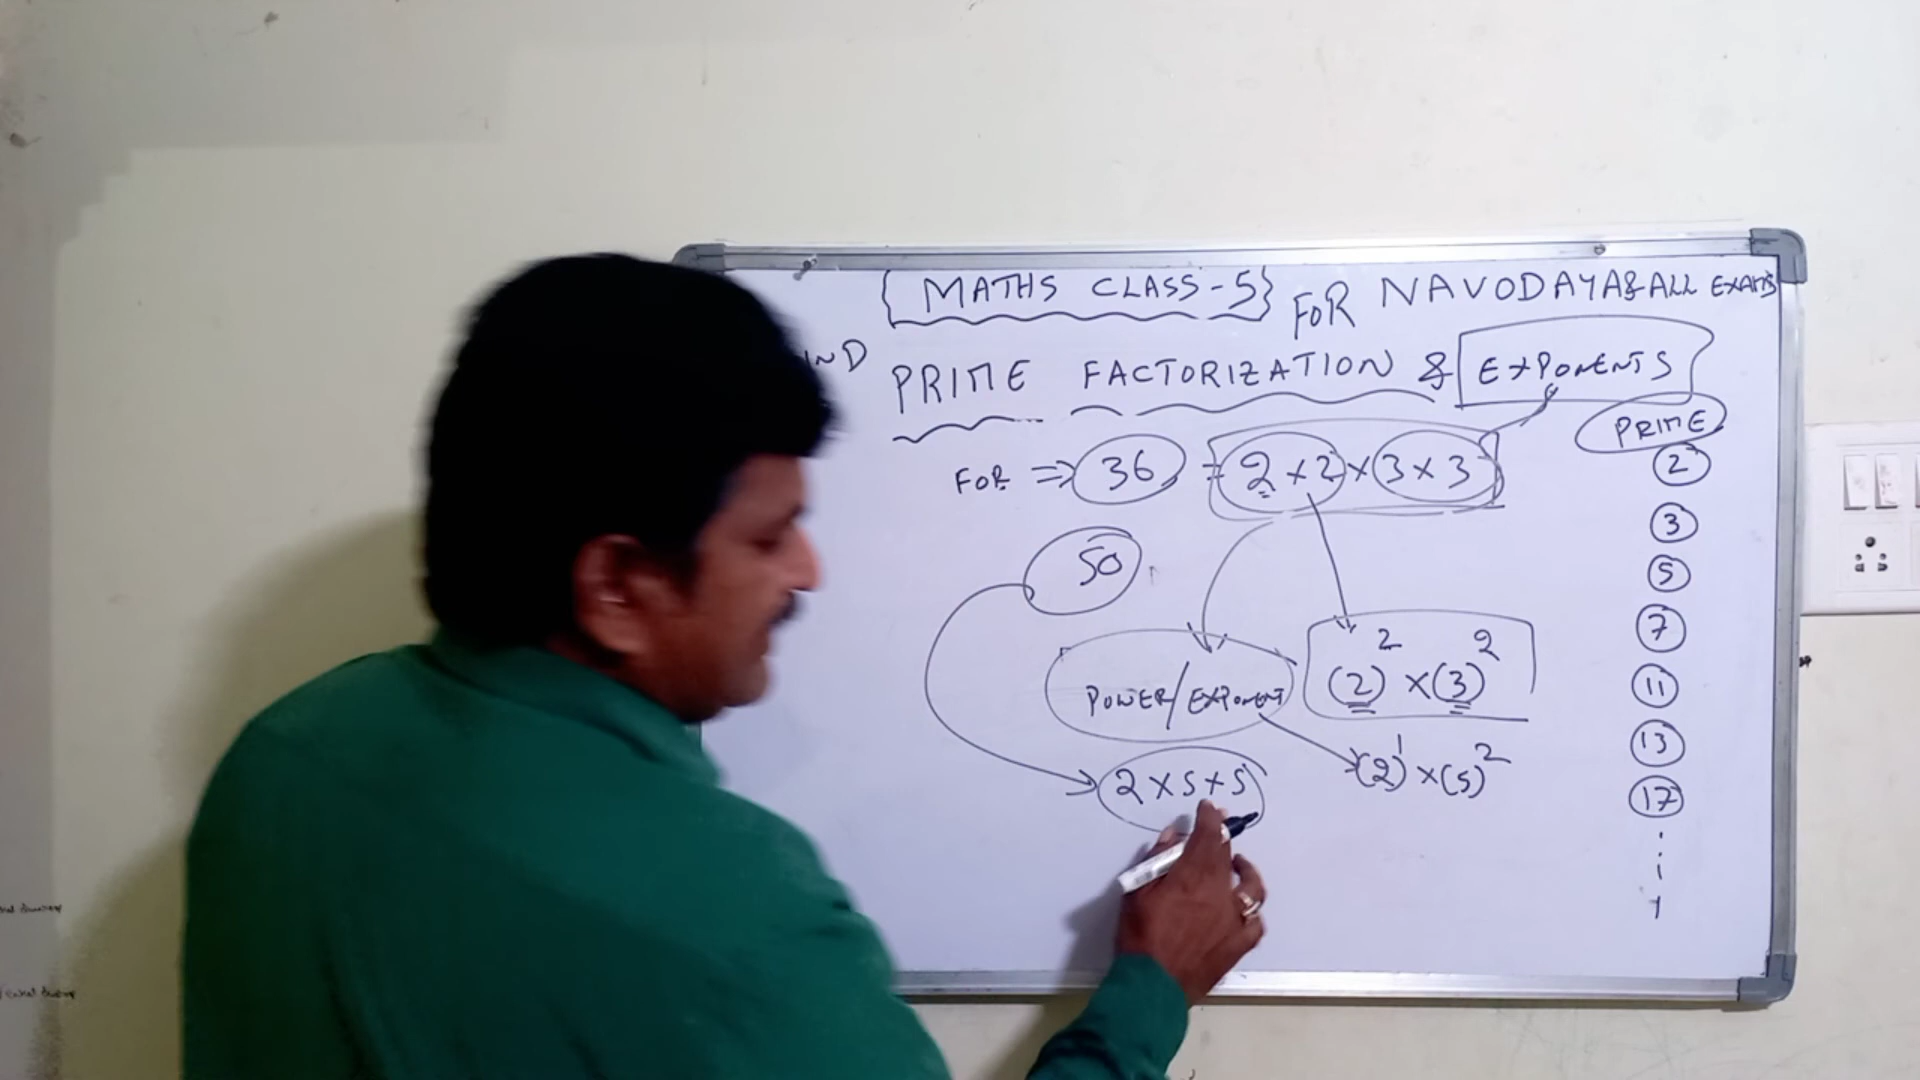 { MATHS CLASS-5 } FOR NAVODAYA & ALL EXAMS
PRIME FACTORIZATION & EXPONENTS
PRIME
FOR ⇒ 36 = 2 × 2 × 3 × 3
2
3
50
5
7
(2)² × (3)²
POWER/EXPONENT
11
13
2 × 5 × 5
(2)¹ × (5)²
17